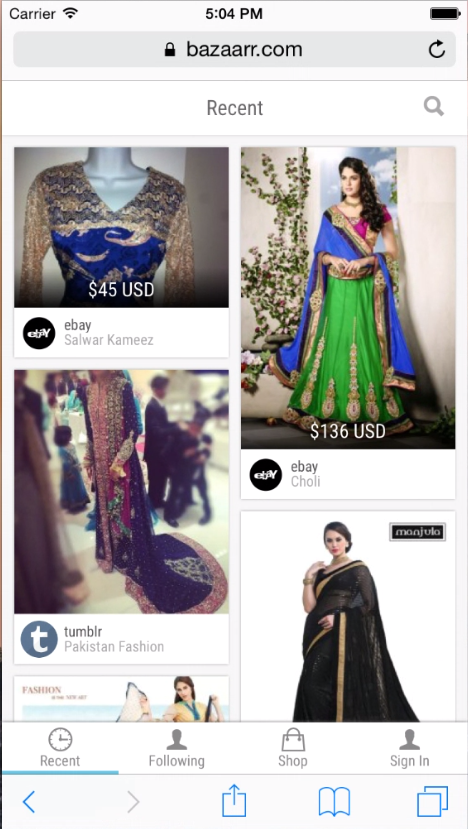 Carrier 5:04 PM
bazaarr.com
Recent
$45 USD
ebay
ebay
Salwar Kameez
$136 USD
ebay
ebay
Choli
t
tumblr
Pakistan Fashion
manjula
FASHION
Recent
Following
Shop
Sign In